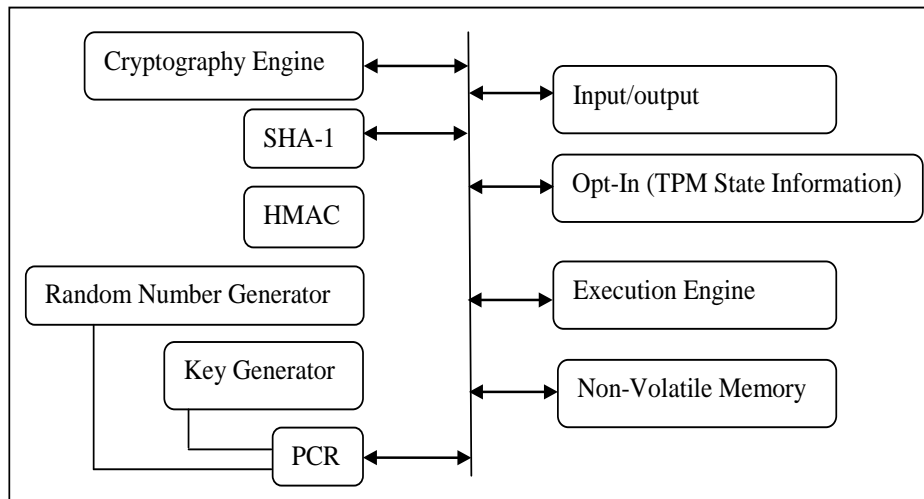 Cryptography Engine
Input/output
SHA-1
Opt-In (TPM State Information)
HMAC
Random Number Generator
Execution Engine
Key Generator
Non-Volatile Memory
PCR